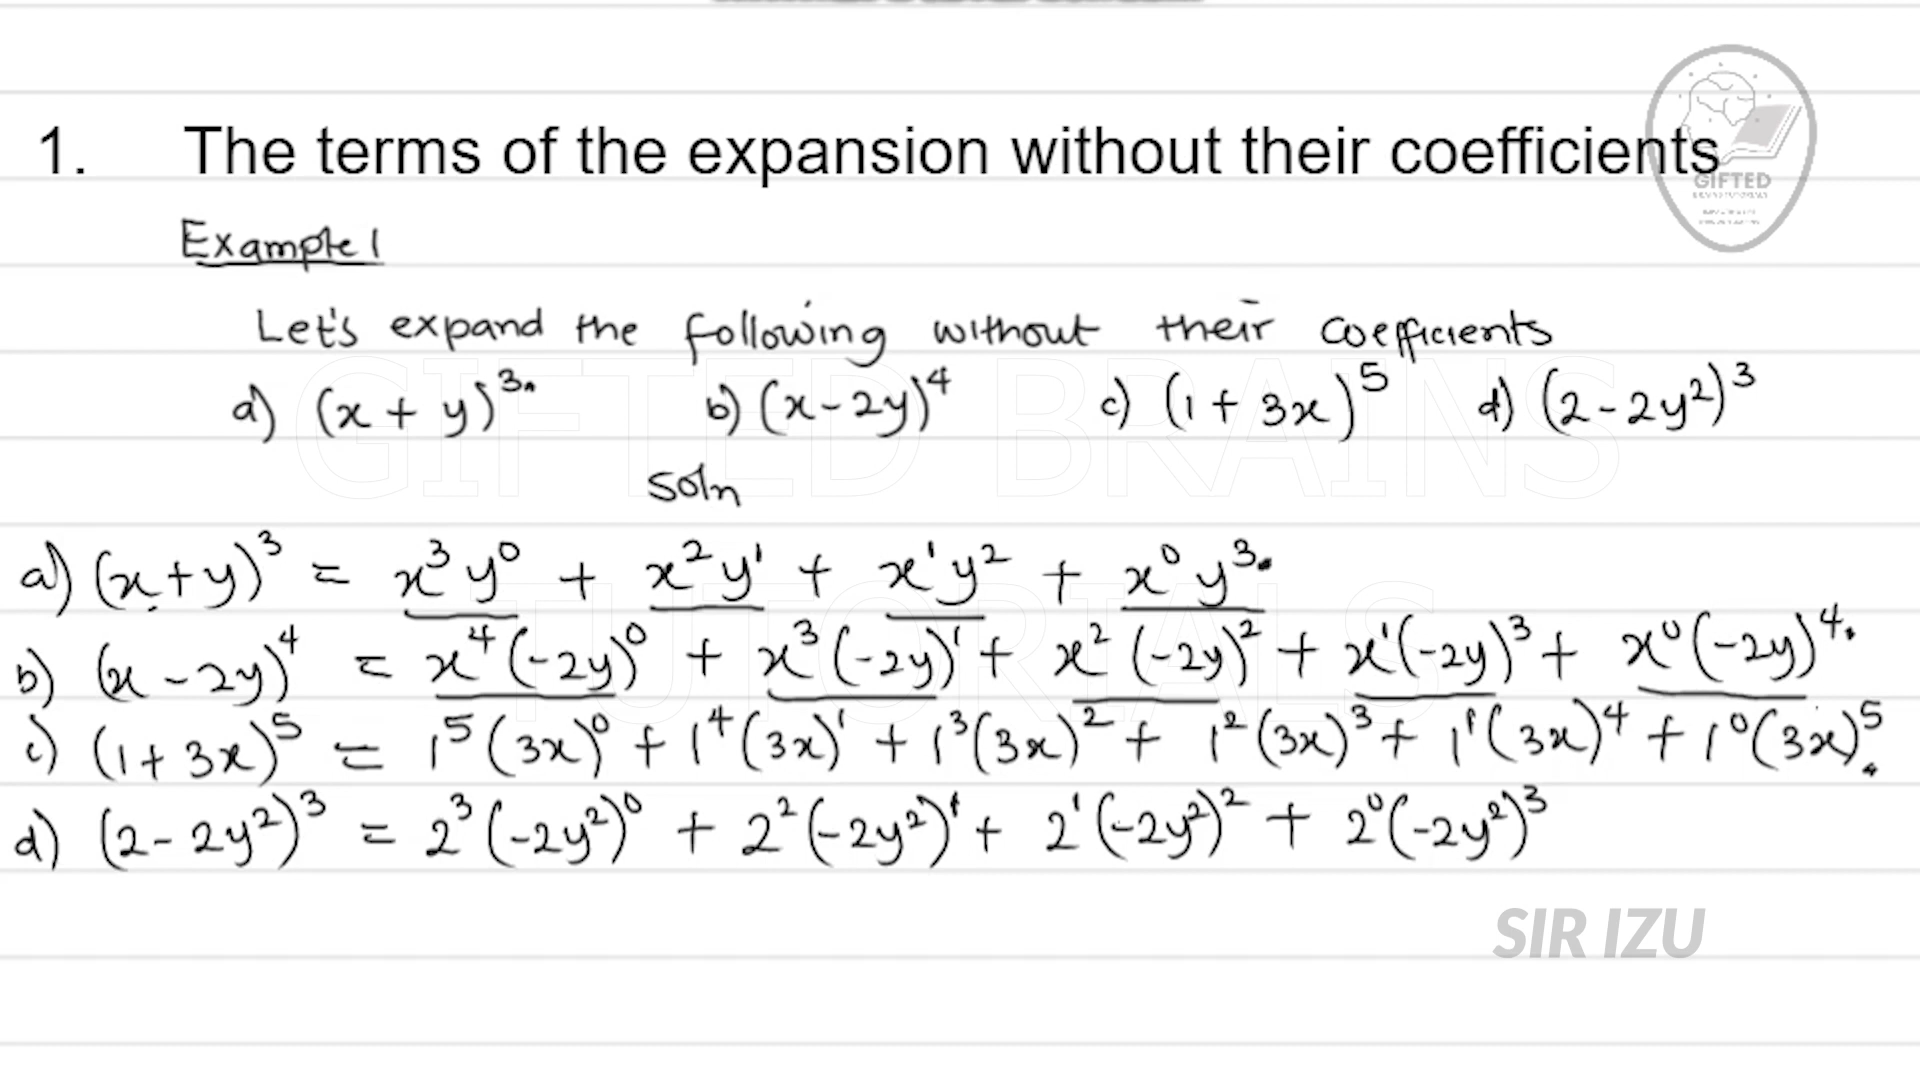 1. The terms of the expansion without their coefficients
GIFTED
Example 1
Let's expand the following without their coefficients
a) (x + y)³. b) (x - 2y)⁴ c) (1 + 3x)⁵ d) (2 - 2y²)³
GIFTED BRAINS
soln
a) (x + y)³ = x³y⁰ + x²y¹ + x¹y² + x⁰y³.
TUTORIALS
b) (x - 2y)⁴ = x⁴(-2y)⁰ + x³(-2y)¹ + x²(-2y)² + x¹(-2y)³ + x⁰(-2y)⁴.
c) (1 + 3x)⁵ = 1⁵(3x)⁰ + 1⁴(3x)¹ + 1³(3x)² + 1²(3x)³ + 1¹(3x)⁴ + 1⁰(3x)⁵.
d) (2 - 2y²)³ = 2³(-2y²)⁰ + 2²(-2y²)¹ + 2¹(-2y²)² + 2⁰(-2y²)³
SIR IZU